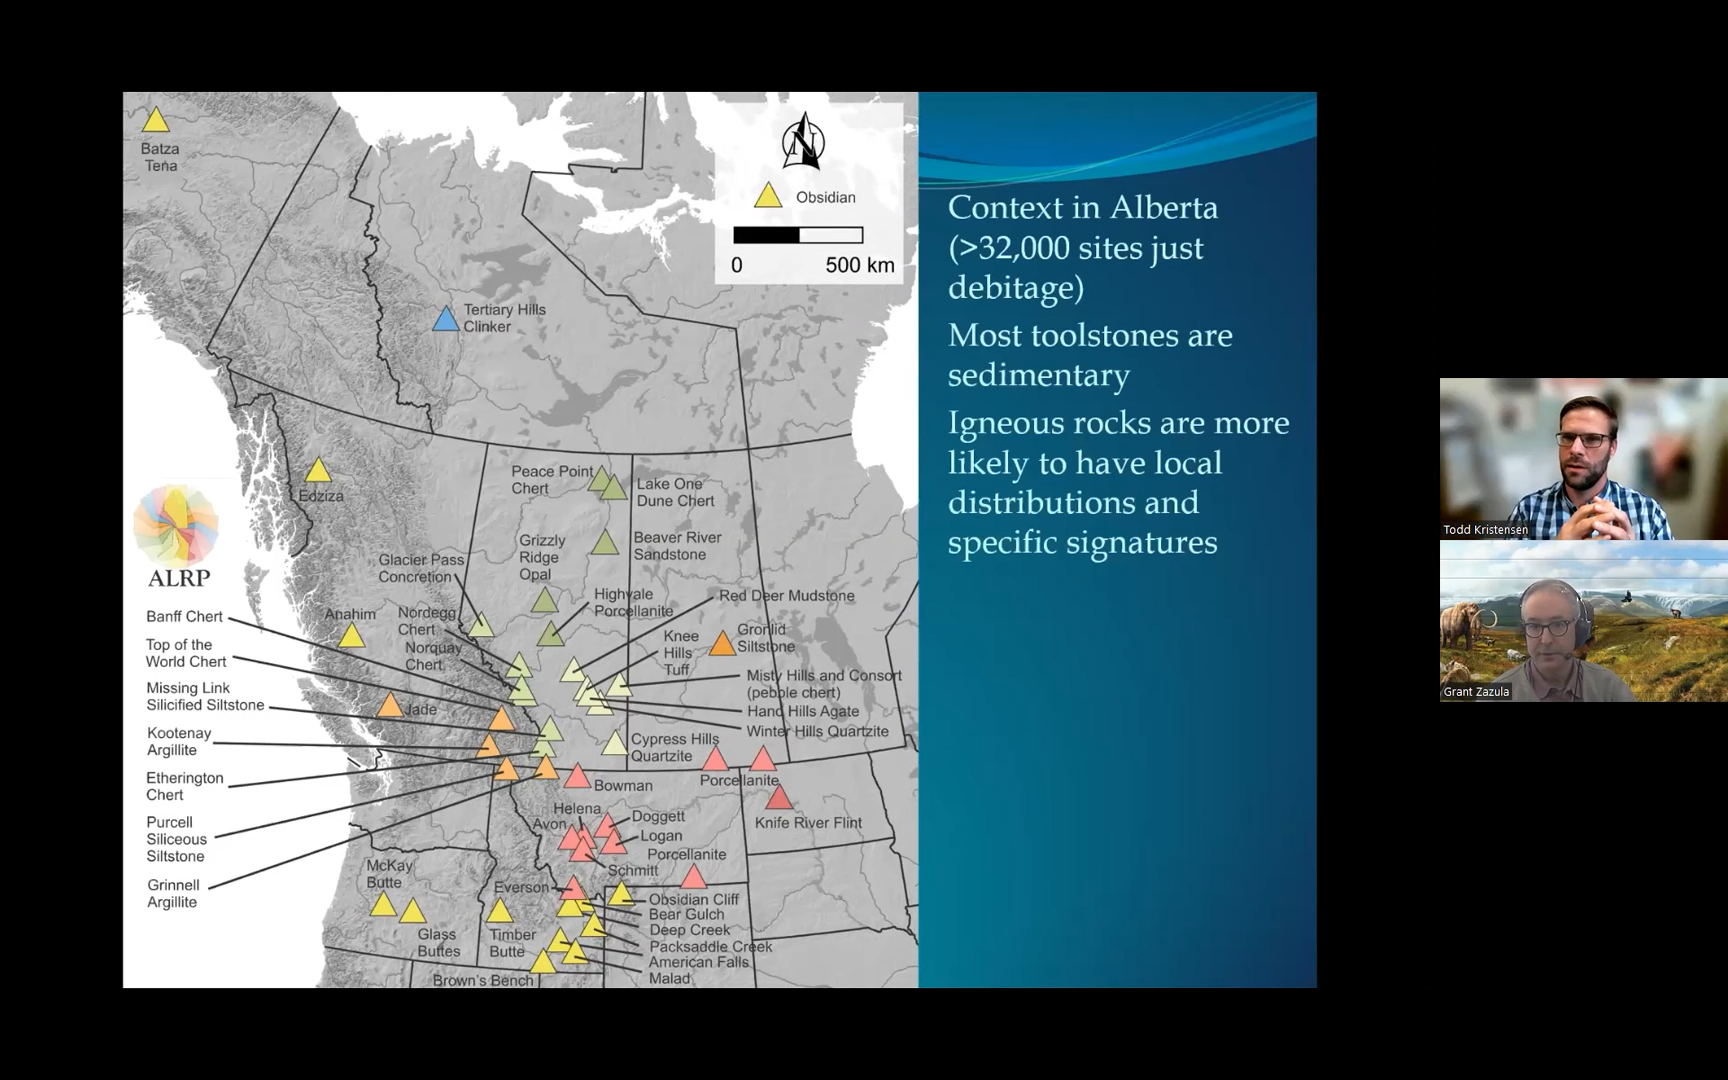 Batza
Tena
N
Obsidian
0 500 km
Tertiary Hills
Clinker
Edziza
ALRP
Peace Point
Chert
Lake One
Dune Chert
Grizzly
Ridge
Opal
Beaver River
Sandstone
Glacier Pass
Concretion
Highvale
Porcellanite
Red Deer Mudstone
Anahim
Nordegg
Chert
Norquay
Chert
Knee
Hills
Tuff
Gronlid
Siltstone
Banff Chert
Top of the
World Chert
Missing Link
Silicified Siltstone
Kootenay
Argillite
Etherington
Chert
Purcell
Siliceous
Siltstone
Grinnell
Argillite
Jade
Misty Hills and Consort
(pebble chert)
Hand Hills Agate
Winter Hills Quartzite
Cypress Hills
Quartzite
Bowman
Porcellanite
Knife River Flint
Helena
Avon
Doggett
Logan
Porcellanite
Schmitt
Everson
McKay
Butte
Glass
Buttes
Timber
Butte
Brown's Bench
Obsidian Cliff
Bear Gulch
Deep Creek
Packsaddle Creek
American Falls
Malad
Context in Alberta
(>32,000 sites just
debitage)
Most toolstones are
sedimentary
Igneous rocks are more
likely to have local
distributions and
specific signatures
Todd Kristensen
Grant Zazula